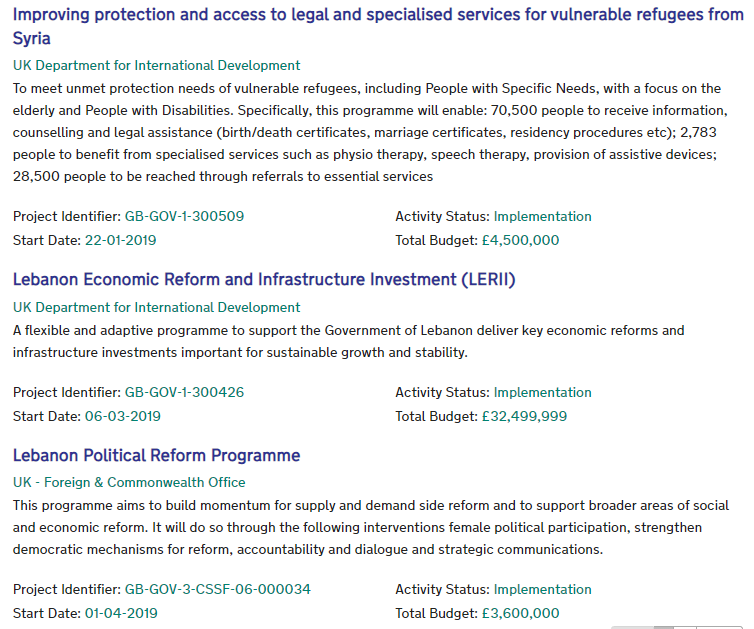 Improving protection and access to legal and specialised services for vulnerable refugees from
Syria
UK Department for International Development
To meet unmet protection needs of vulnerable refugees, including People with Specific Needs, with a focus on the
elderly and People with Disabilities. Specifically, this programme will enable: 70,500 people to receive information,
counselling and legal assistance (birth/death certificates, marriage certificates, residency procedures etc); 2,783
people to benefit from specialised services such as physio therapy, speech therapy, provision of assistive devices;
28,500 people to be reached through referrals to essential services
Project Identifier: GB-GOV-1-300509 Activity Status: Implementation
Start Date: 22-01-2019 Total Budget: £4,500,000
Lebanon Economic Reform and Infrastructure Investment (LERII)
UK Department for International Development
A flexible and adaptive programme to support the Government of Lebanon deliver key economic reforms and
infrastructure investments important for sustainable growth and stability.
Project Identifier: GB-GOV-1-300426 Activity Status: Implementation
Start Date: 06-03-2019 Total Budget: £32,499,999
Lebanon Political Reform Programme
UK - Foreign & Commonwealth Office
This programme aims to build momentum for supply and demand side reform and to support broader areas of social
and economic reform. It will do so through the following interventions female political participation, strengthen
democratic mechanisms for reform, accountability and dialogue and strategic communications.
Project Identifier: GB-GOV-3-CSSF-06-000034 Activity Status: Implementation
Start Date: 01-04-2019 Total Budget: £3,600,000